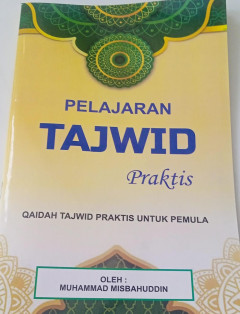 PELAJARAN
TAJWID
Praktis
QAIDAH TAJWID PRAKTIS UNTUK PEMULA
OLEH :
MUHAMMAD MISBAHUDDIN